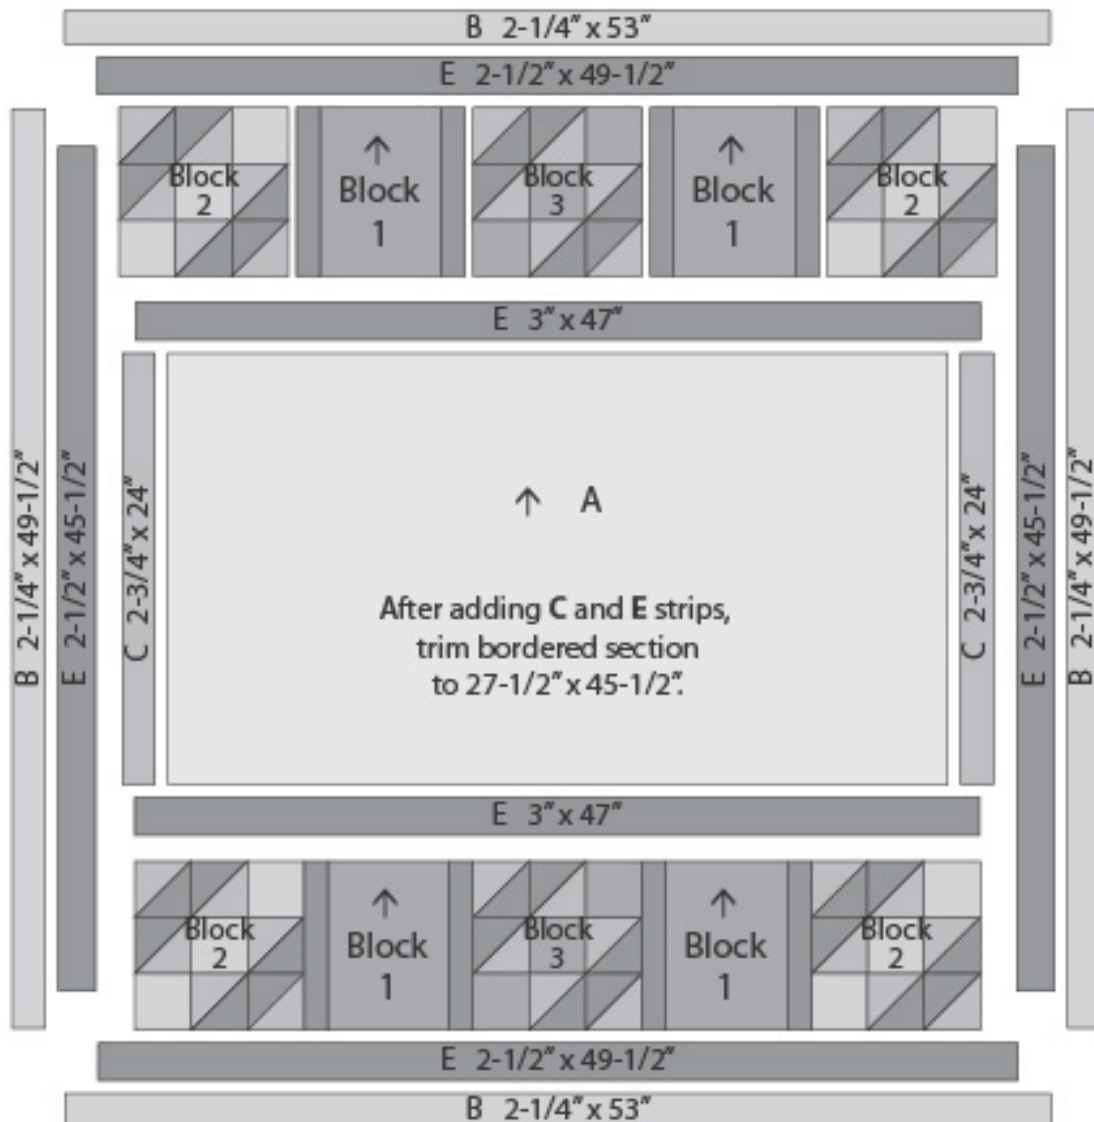 B 2-1/4" x 53"
E 2-1/2" x 49-1/2"
Block
2
Block
1
Block
3
Block
1
Block
2
E 3" x 47"
B 2-1/4" x 49-1/2"
E 2-1/2" x 45-1/2"
C 2-3/4" x 24"
A
After adding C and E strips,
trim bordered section
to 27-1/2" x 45-1/2".
C 2-3/4" x 24"
E 2-1/2" x 45-1/2"
B 2-1/4" x 49-1/2"
E 3" x 47"
Block
2
Block
1
Block
3
Block
1
Block
2
E 2-1/2" x 49-1/2"
B 2-1/4" x 53"